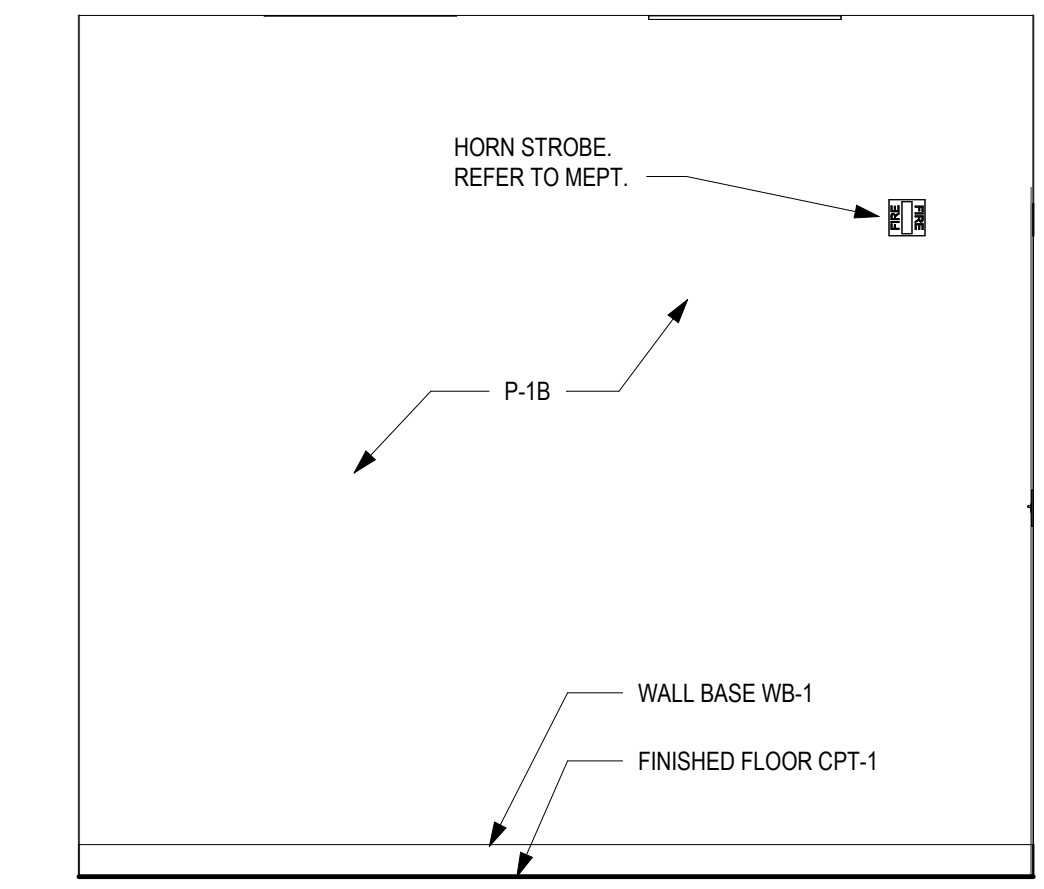 HORN STROBE.
REFER TO MEPT.
FIRE
FIRE
P-1B
WALL BASE WB-1
FINISHED FLOOR CPT-1